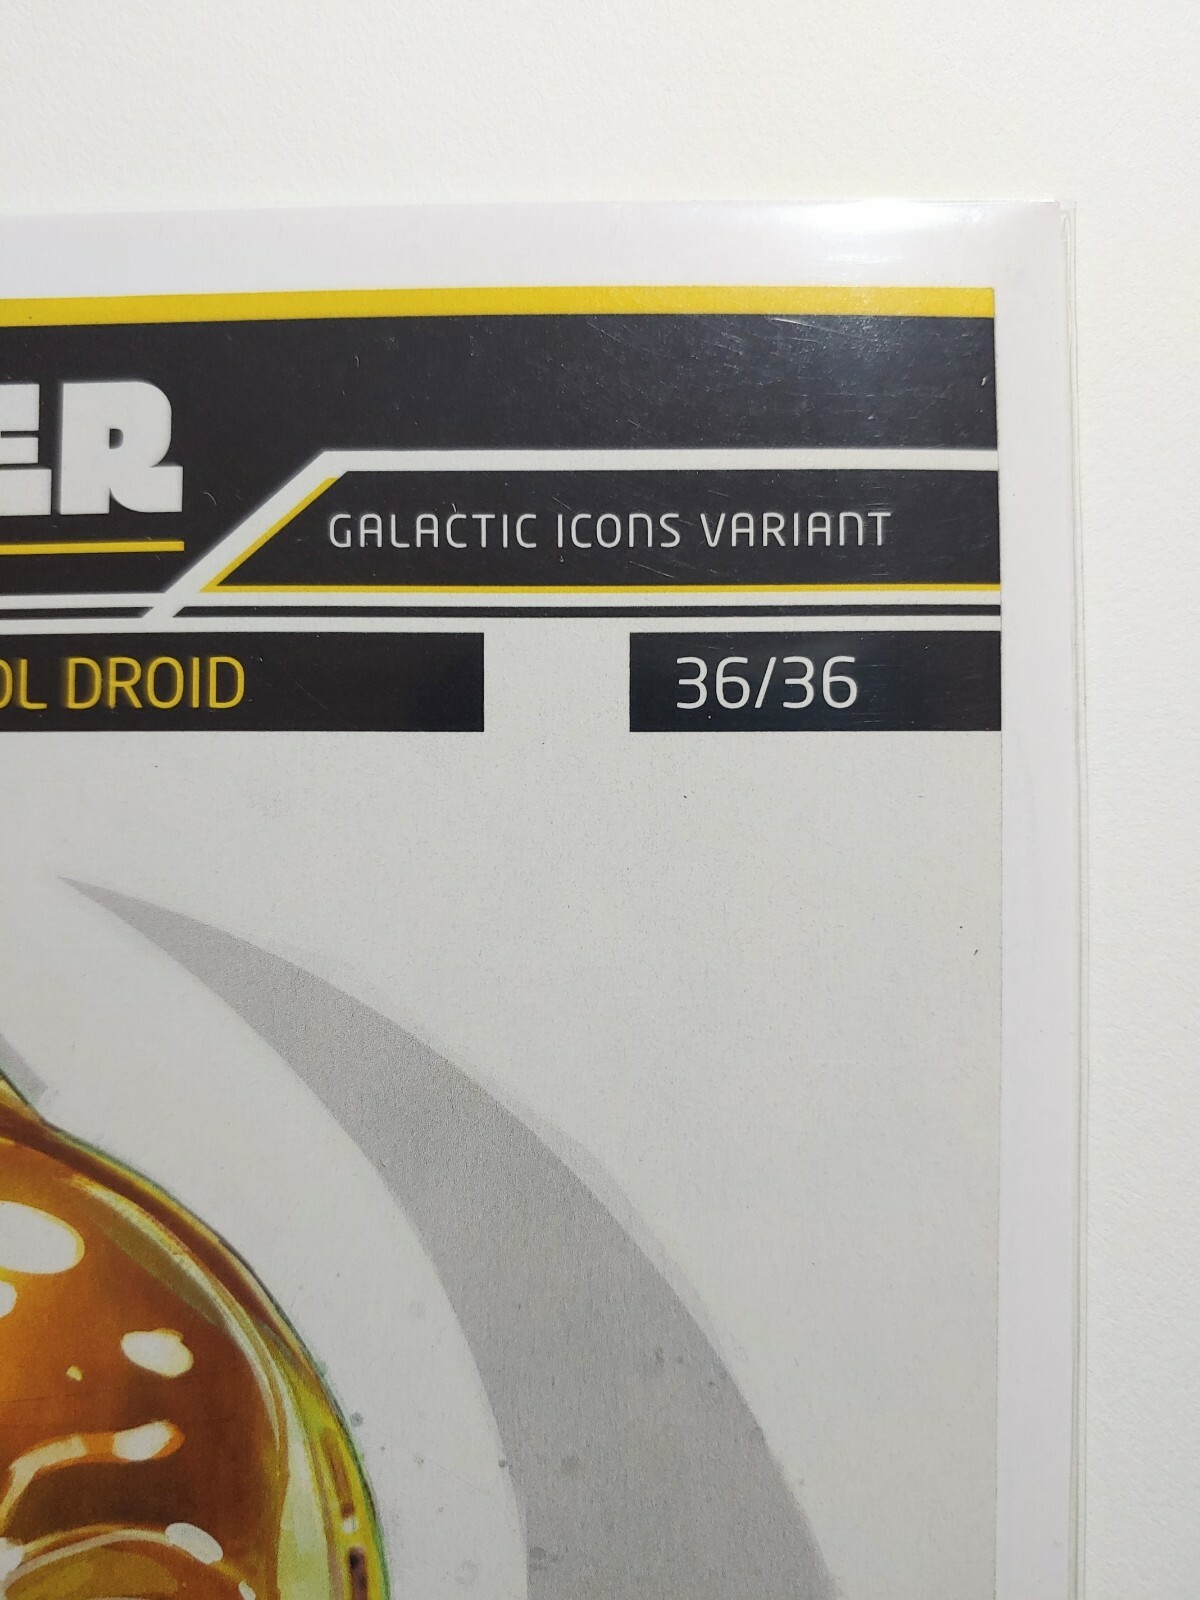 ER
GALACTIC ICONS VARIANT
OL DROID
36/36